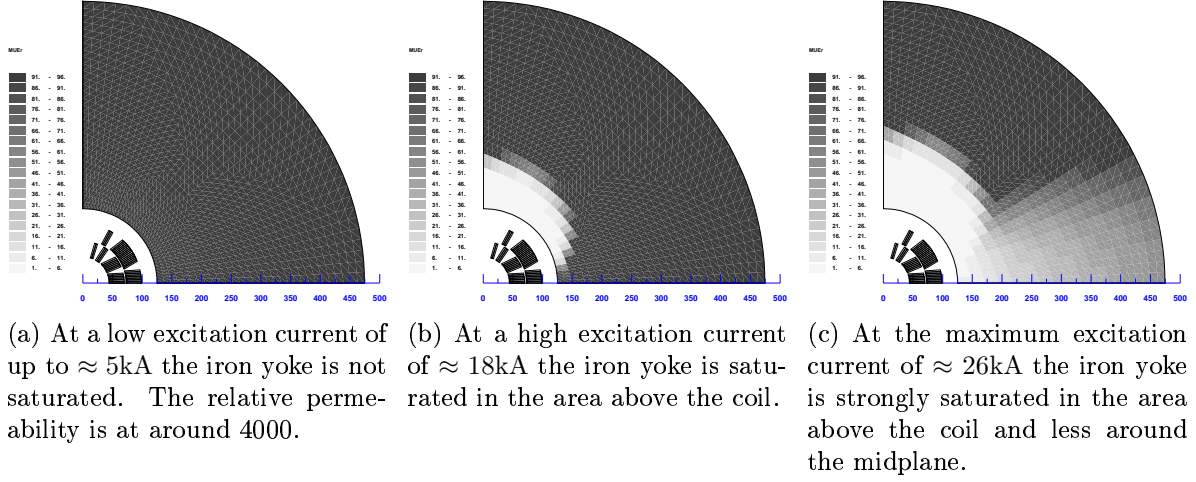 MUEr
91. - 96.
86. - 91.
81. - 86.
76. - 81.
71. - 76.
66. - 71.
61. - 66.
56. - 61.
51. - 56.
46. - 51.
41. - 46.
36. - 41.
31. - 36.
26. - 31.
21. - 26.
16. - 21.
11. - 16.
6. - 11.
1. - 6.
0 50 100 150 200 250 300 350 400 450 500
(a) At a low excitation current of
up to ≈ 5kA the iron yoke is not
saturated. The relative perme-
ability is at around 4000.
MUEr
91. - 96.
86. - 91.
81. - 86.
76. - 81.
71. - 76.
66. - 71.
61. - 66.
56. - 61.
51. - 56.
46. - 51.
41. - 46.
36. - 41.
31. - 36.
26. - 31.
21. - 26.
16. - 21.
11. - 16.
6. - 11.
1. - 6.
0 50 100 150 200 250 300 350 400 450 500
(b) At a high excitation current
of ≈ 18kA the iron yoke is satu-
rated in the area above the coil.
MUEr
91. - 96.
86. - 91.
81. - 86.
76. - 81.
71. - 76.
66. - 71.
61. - 66.
56. - 61.
51. - 56.
46. - 51.
41. - 46.
36. - 41.
31. - 36.
26. - 31.
21. - 26.
16. - 21.
11. - 16.
6. - 11.
1. - 6.
0 50 100 150 200 250 300 350 400 450 500
(c) At the maximum excitation
current of ≈ 26kA the iron yoke
is strongly saturated in the area
above the coil and less around
the midplane.